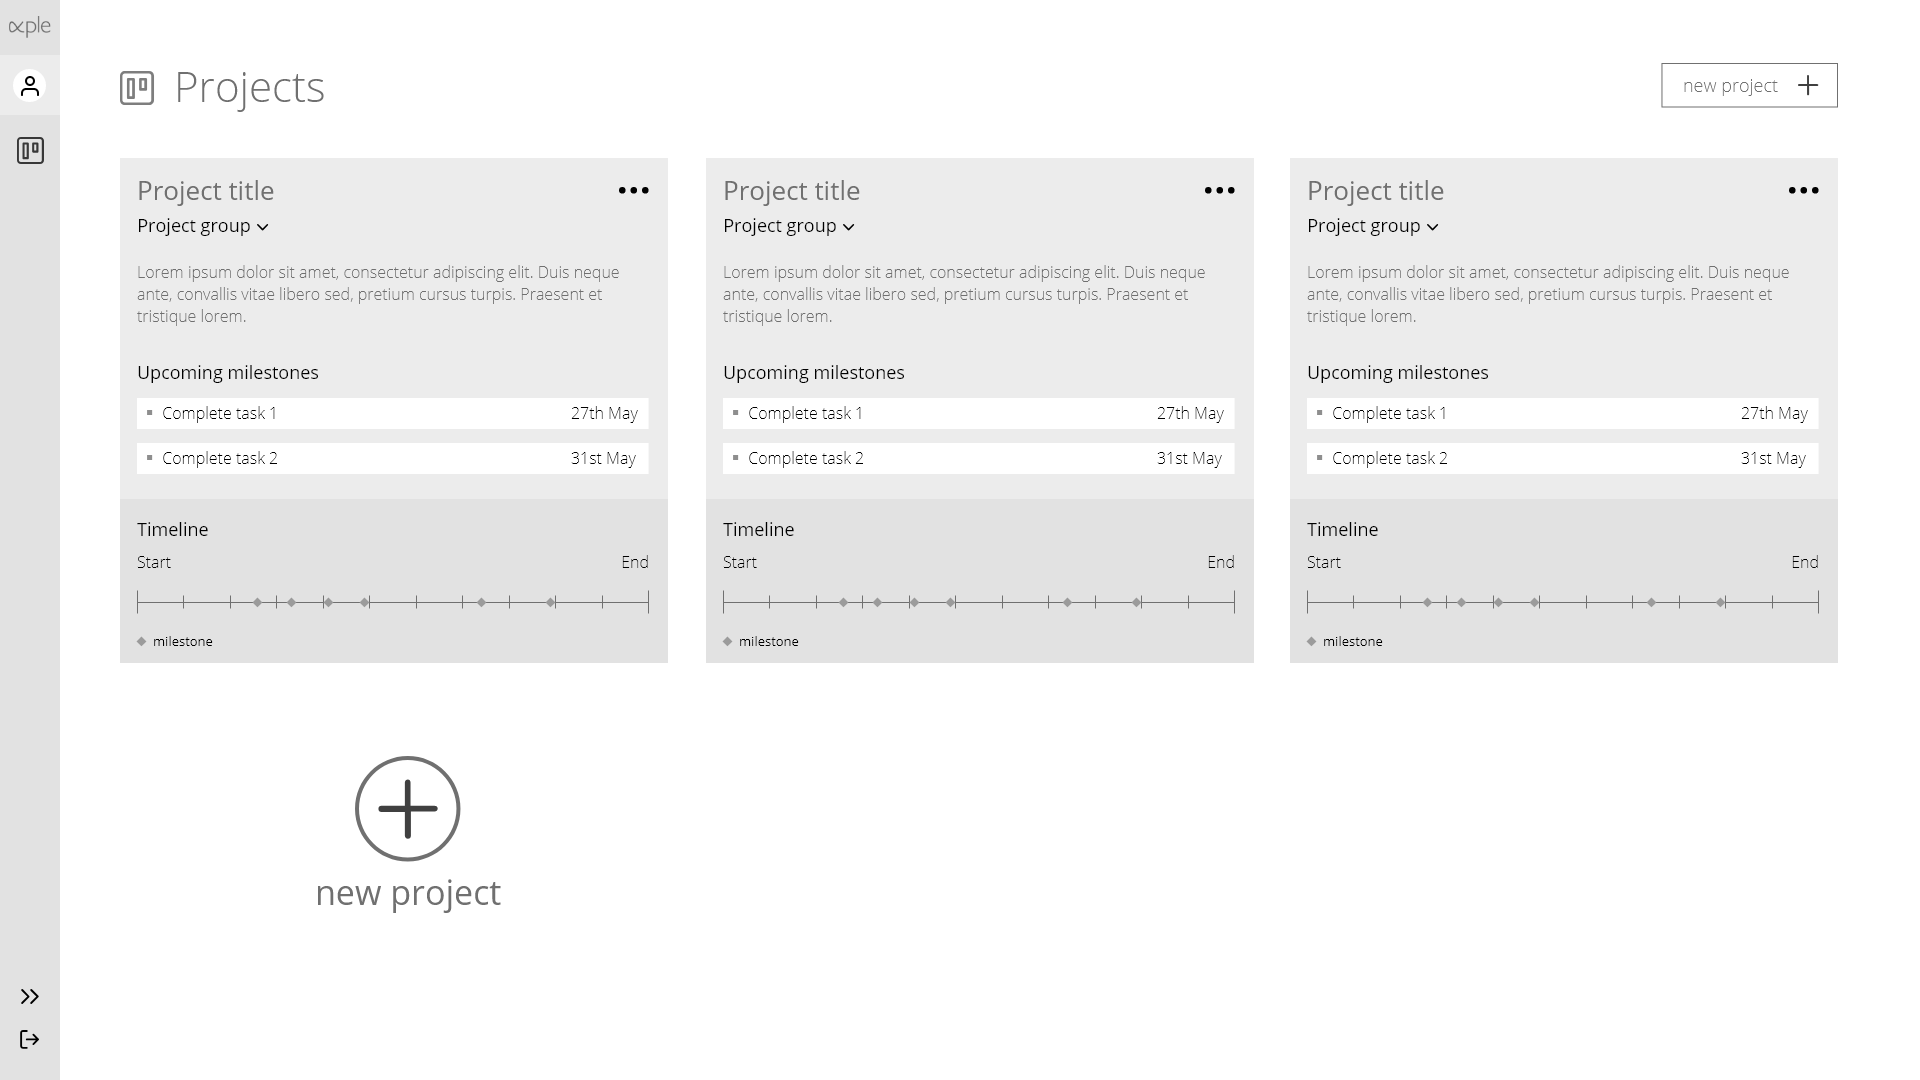 ∝ple
Projects
new project
Project title
Project group
Lorem ipsum dolor sit amet, consectetur adipiscing elit. Duis neque
ante, convallis vitae libero sed, pretium cursus turpis. Praesent et
tristique lorem.
Upcoming milestones
Complete task 1 27th May
Complete task 2 31st May
Timeline
Start End
milestone
Project title
Project group
Lorem ipsum dolor sit amet, consectetur adipiscing elit. Duis neque
ante, convallis vitae libero sed, pretium cursus turpis. Praesent et
tristique lorem.
Upcoming milestones
Complete task 1 27th May
Complete task 2 31st May
Timeline
Start End
milestone
Project title
Project group
Lorem ipsum dolor sit amet, consectetur adipiscing elit. Duis neque
ante, convallis vitae libero sed, pretium cursus turpis. Praesent et
tristique lorem.
Upcoming milestones
Complete task 1 27th May
Complete task 2 31st May
Timeline
Start End
milestone
new project